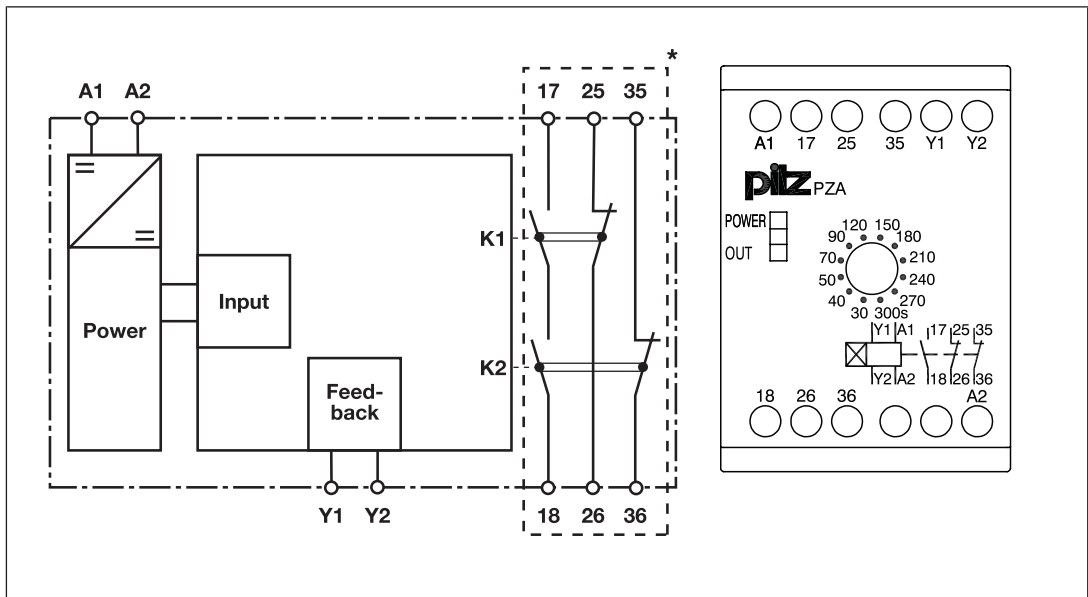 *
A1 A2 17 25 35
K1
Input
Power
K2
Feed-
back
Y1 Y2 18 26 36
A1 17 25 35 Y1 Y2
pilz PZA
POWER
OUT
120 150
90 180
70 210
50 240
40 270
30 300s
Y1 A1 17 25 35
Y2 A2 18 26 36
18 26 36 A2